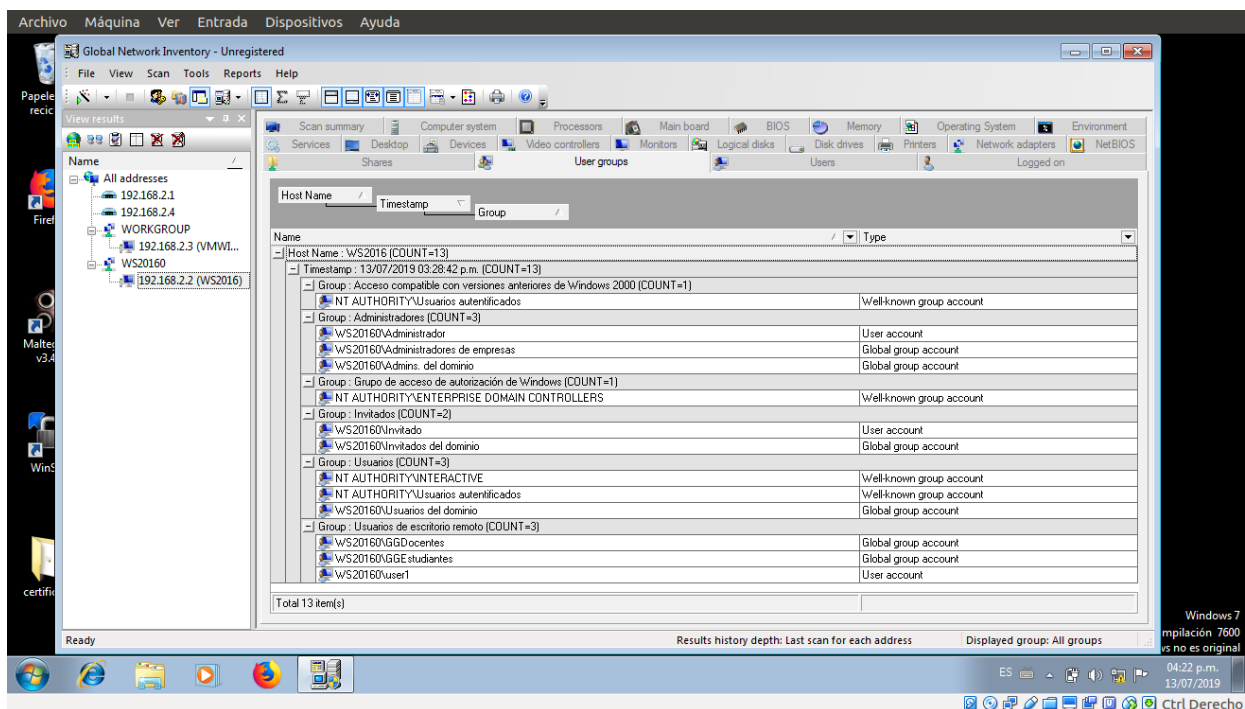 Archivo Máquina Ver Entrada Dispositivos Ayuda
Global Network Inventory - Unregistered
File View Scan Tools Reports Help
Papele
recic
View results
Scan summary Computer system Processors Main board BIOS Memory Operating System Environment
Services Desktop Devices Video controllers Monitors Logical disks Disk drives Printers Network adapters NetBIOS
Shares User groups Users Logged on
Name
All addresses
192.168.2.1
192.168.2.4
WORKGROUP
192.168.2.3 (VMWI...
WS20160
192.168.2.2 (WS2016)
Firef
Malteg
v3.4
WinS
certific
Host Name
Timestamp
Group
Name Type
Host Name : WS2016 (COUNT=13)
Timestamp : 13/07/2019 03:28:42 p.m. (COUNT=13)
Group : Acceso compatible con versiones anteriores de Windows 2000 (COUNT=1)
NT AUTHORITY\Usuarios autentificados Well-known group account
Group : Administradores (COUNT=3)
WS20160\Administrador User account
WS20160\Administradores de empresas Global group account
WS20160\Admins. del dominio Global group account
Group : Grupo de acceso de autorización de Windows (COUNT=1)
NT AUTHORITY\ENTERPRISE DOMAIN CONTROLLERS Well-known group account
Group : Invitados (COUNT=2)
WS20160\Invitado User account
WS20160\Invitados del dominio Global group account
Group : Usuarios (COUNT=3)
NT AUTHORITY\INTERACTIVE Well-known group account
NT AUTHORITY\Usuarios autentificados Well-known group account
WS20160\Usuarios del dominio Global group account
Group : Usuarios de escritorio remoto (COUNT=3)
WS20160\GGDocentes Global group account
WS20160\GGEstudiantes Global group account
WS20160\user1 User account
Total 13 item(s)
Ready Results history depth: Last scan for each address Displayed group: All groups
Windows 7
mpilación 7600
vs no es original
ES
04:22 p.m.
13/07/2019
Ctrl Derecho